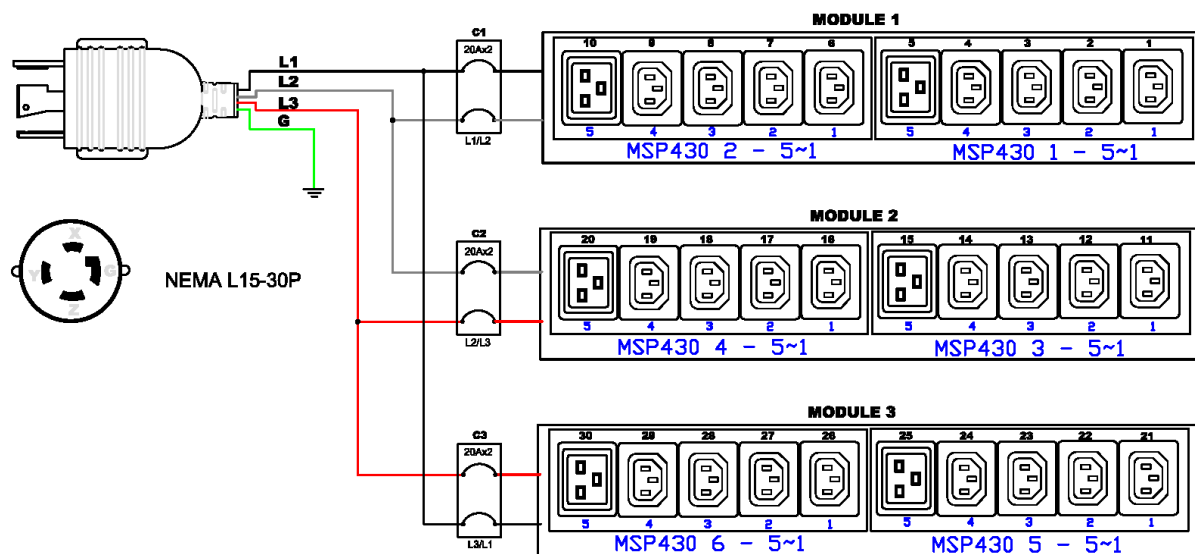 L1
L2
L3
G
X
Y
G
Z
NEMA L15-30P
C1
20Ax2
L1/L2
MODULE 1
10 9 8 7 6 5 4 3 2 1
5 4 3 2 1 5 4 3 2 1
MSP430 2 - 5~1 MSP430 1 - 5~1
C2
20Ax2
L2/L3
MODULE 2
20 19 18 17 16 15 14 13 12 11
5 4 3 2 1 5 4 3 2 1
MSP430 4 - 5~1 MSP430 3 - 5~1
C3
20Ax2
L3/L1
MODULE 3
30 29 28 27 26 25 24 23 22 21
5 4 3 2 1 5 4 3 2 1
MSP430 6 - 5~1 MSP430 5 - 5~1